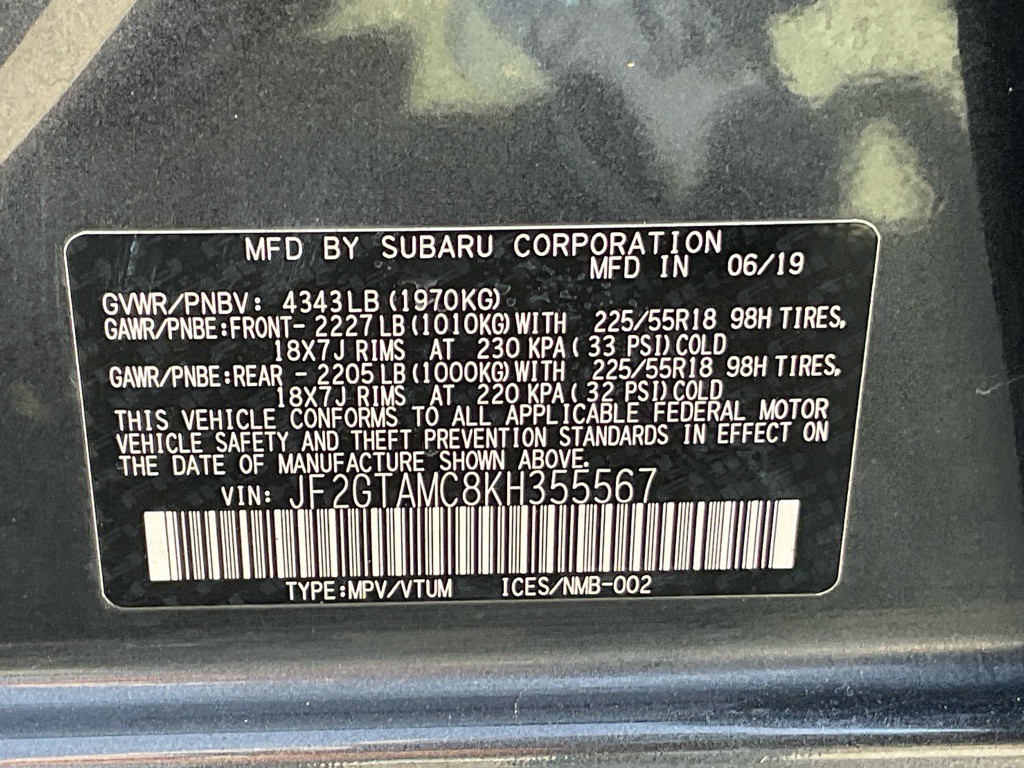 MFD BY SUBARU CORPORATION
MFD IN 06/19
GVWR/PNBV: 4343LB(1970KG)
GAWR/PNBE:FRONT- 2227LB(1010KG)WITH 225/55R18 98H TIRES,
18X7J RIMS AT 230 KPA( 33 PSI)COLD
GAWR/PNBE:REAR - 2205LB(1000KG)WITH 225/55R18 98H TIRES,
18X7J RIMS AT 220 KPA( 32 PSI)COLD
THIS VEHICLE CONFORMS TO ALL APPLICABLE FEDERAL MOTOR
VEHICLE SAFETY AND THEFT PREVENTION STANDARDS IN EFFECT ON
THE DATE OF MANUFACTURE SHOWN ABOVE.
VIN: JF2GTAMC8KH355567
TYPE:MPV/VTUM ICES/NMB-002